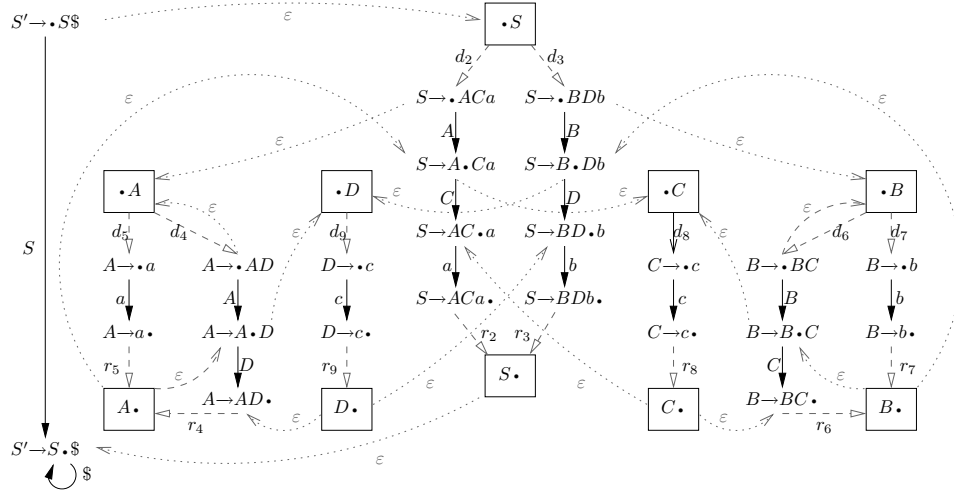 S′→•S$ ε •S
d2 d3
ε S→•ACa S→•BDb ε
ε A B ε
S→A•Ca S→B•Db
•A ε •D ε C D ε •C ε •B
S d5 d4 ε d9 S→AC•a S→BD•b d8 ε d6 d7
A→•a A→•AD D→•c a b C→•c B→•BC B→•b
a A c S→ACa• S→BDb• c B b
A→a• A→A•D D→c• r2 r3 C→c• B→B•C B→b•
r5 ε D r9 S• r8 C ε r7
A• A→AD• ε D• ε ε C• ε B→BC• B•
r4 r6
S′→S•$ ε
$